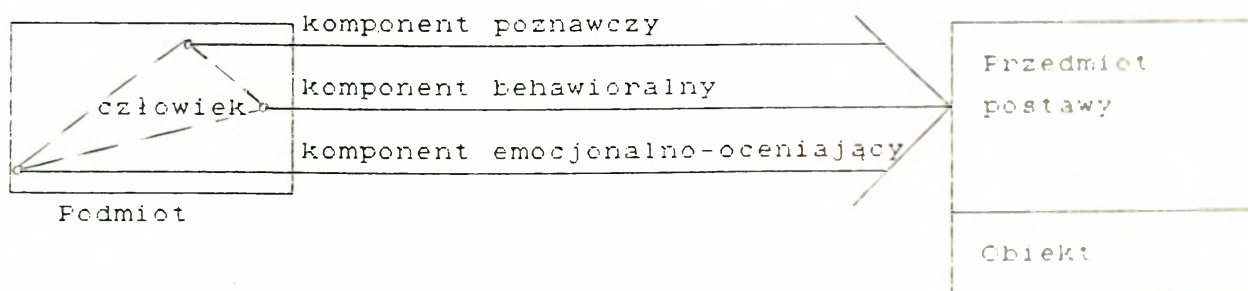 komponent poznawczy
komponent behawioralny
człowiek
komponent emocjonalno-oceniający
Podmiot
Przedmiot
postawy
Obiekt